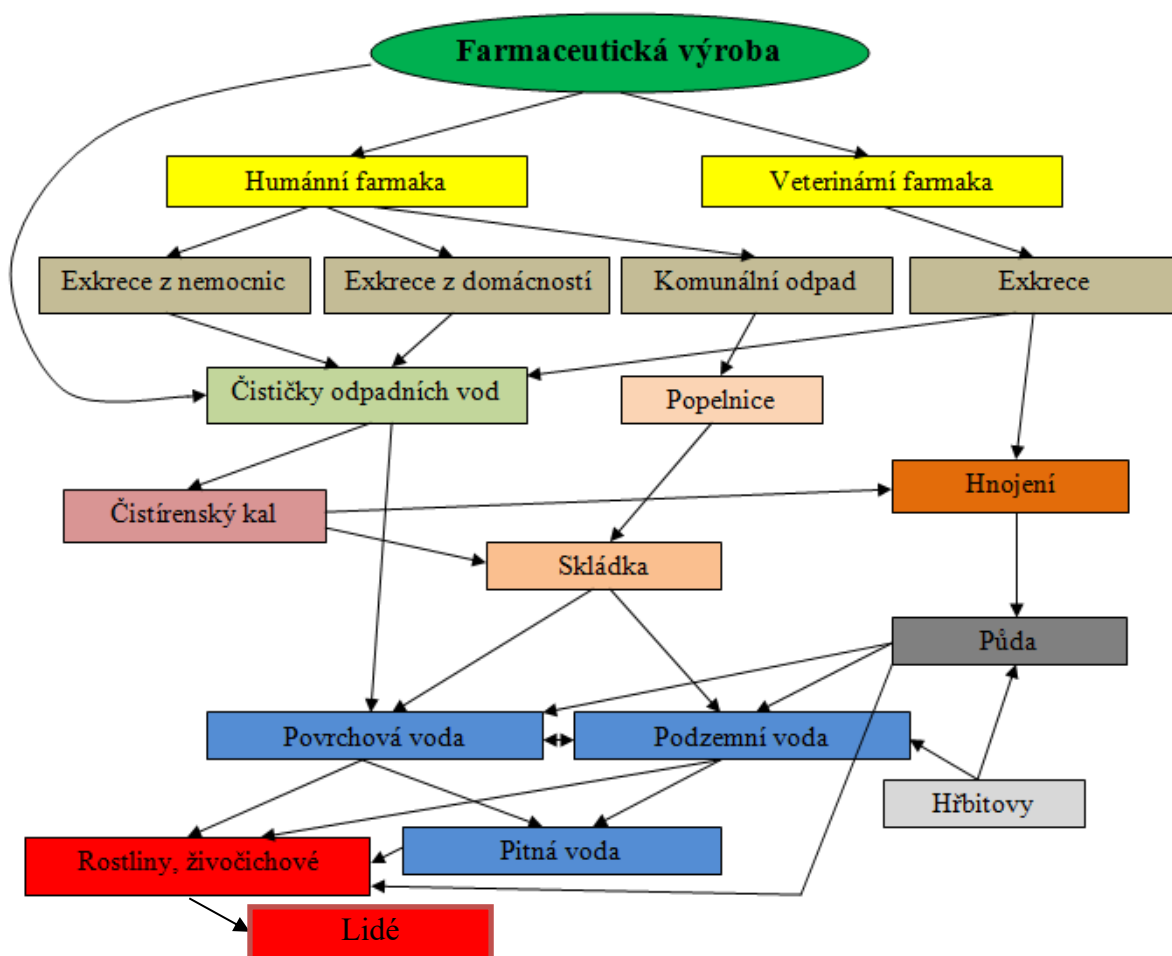 Farmaceutická výroba
Humánní farmaka
Veterinární farmaka
Exkrece z nemocnic
Exkrece z domácností
Komunální odpad
Exkrece
Čističky odpadních vod
Popelnice
Hnojení
Čistírenský kal
Skládka
Půda
Povrchová voda
Podzemní voda
Hřbitovy
Pitná voda
Rostliny, živočichové
Lidé